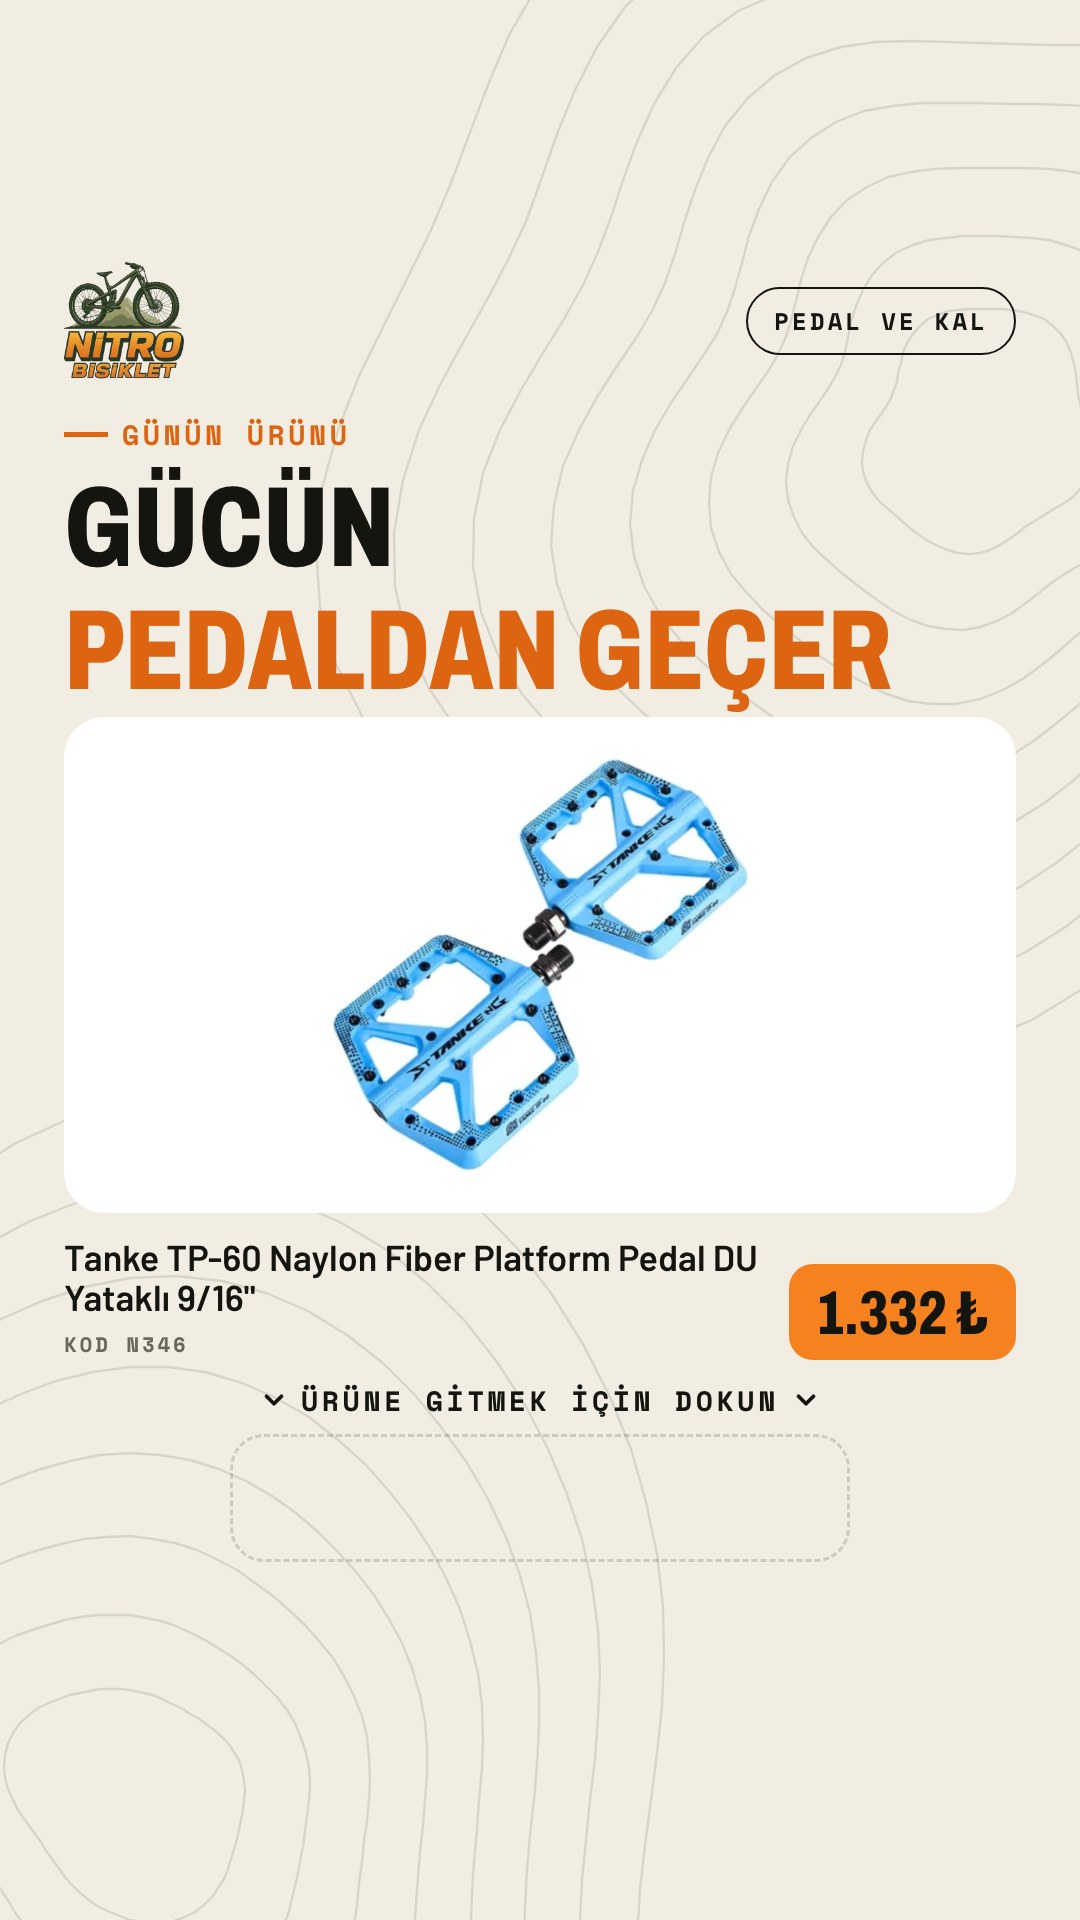 NiTRO
BISIKLET
PEDAL VE KAL
GÜNÜN ÜRÜNÜ
GÜCÜN
PEDALDAN GEÇER
TANKE
TANKE
Tanke TP-60 Naylon Fiber Platform Pedal DU
Yataklı 9/16"
1.332 ₺
KOD N346
ÜRÜNE GİTMEK İÇİN DOKUN